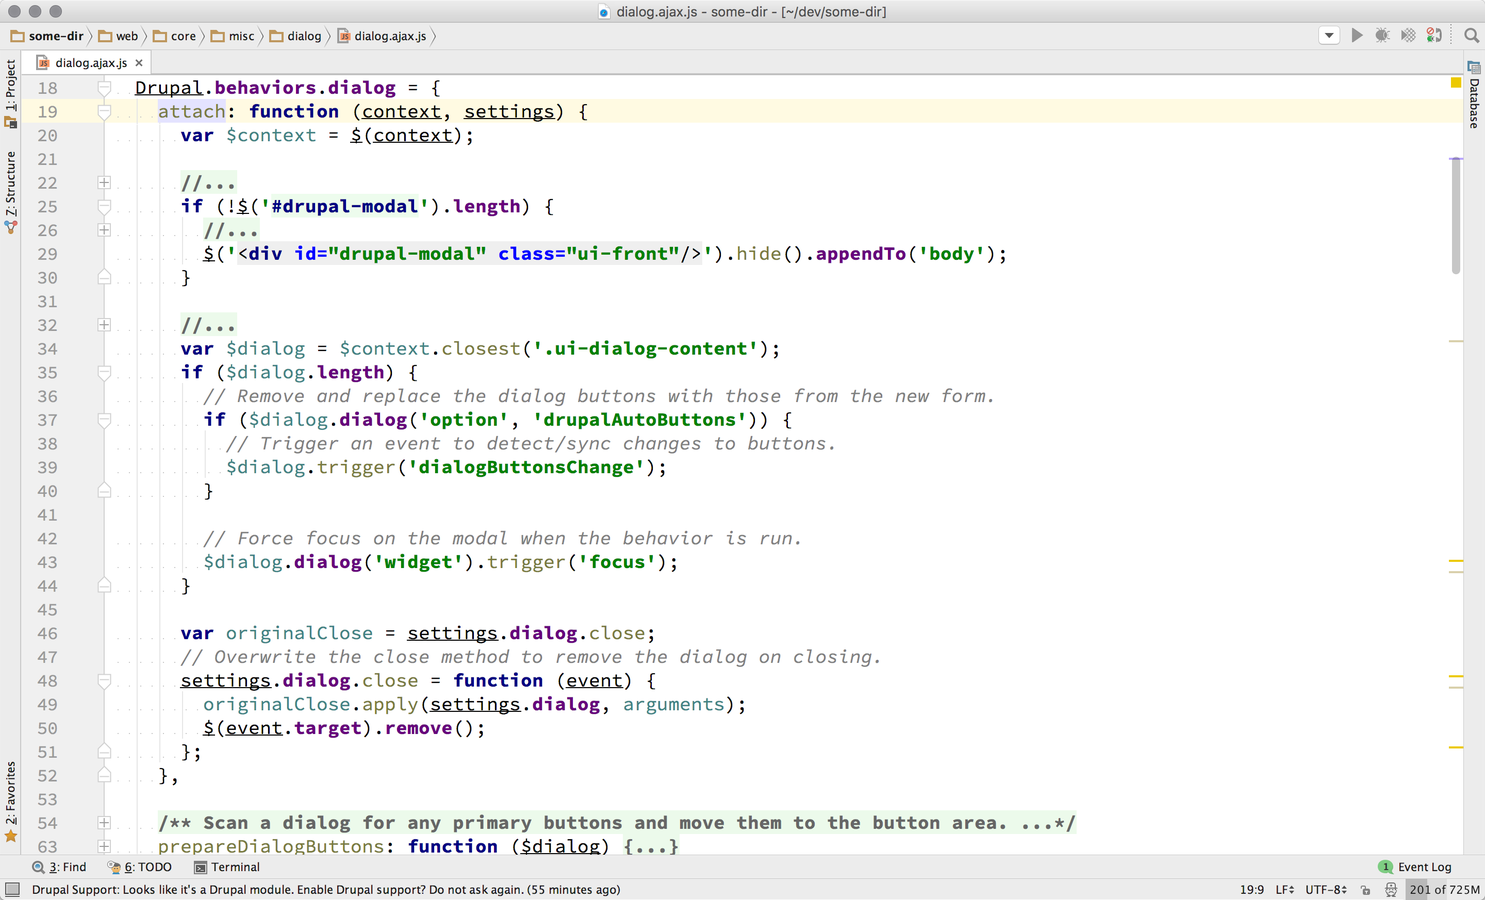 dialog.ajax.js - some-dir - [~/dev/some-dir]
some-dir web core misc dialog dialog.ajax.js
dialog.ajax.js
1: Project
Z: Structure
2: Favorites
Database
18 Drupal.behaviors.dialog = {
19 attach: function (context, settings) {
20 var $context = $(context);
21
22 //...
25 if (!$('#drupal-modal').length) {
26 //...
29 $('<div id="drupal-modal" class="ui-front"/>').hide().appendTo('body');
30 }
31
32 //...
34 var $dialog = $context.closest('.ui-dialog-content');
35 if ($dialog.length) {
36 // Remove and replace the dialog buttons with those from the new form.
37 if ($dialog.dialog('option', 'drupalAutoButtons')) {
38 // Trigger an event to detect/sync changes to buttons.
39 $dialog.trigger('dialogButtonsChange');
40 }
41
42 // Force focus on the modal when the behavior is run.
43 $dialog.dialog('widget').trigger('focus');
44 }
45
46 var originalClose = settings.dialog.close;
47 // Overwrite the close method to remove the dialog on closing.
48 settings.dialog.close = function (event) {
49 originalClose.apply(settings.dialog, arguments);
50 $(event.target).remove();
51 };
52 },
53
54 /** Scan a dialog for any primary buttons and move them to the button area. ...*/
63 prepareDialogButtons: function ($dialog) {...}
3: Find 6: TODO Terminal 1 Event Log
Drupal Support: Looks like it's a Drupal module. Enable Drupal support? Do not ask again. (55 minutes ago) 19:9 LF UTF-8 201 of 725M